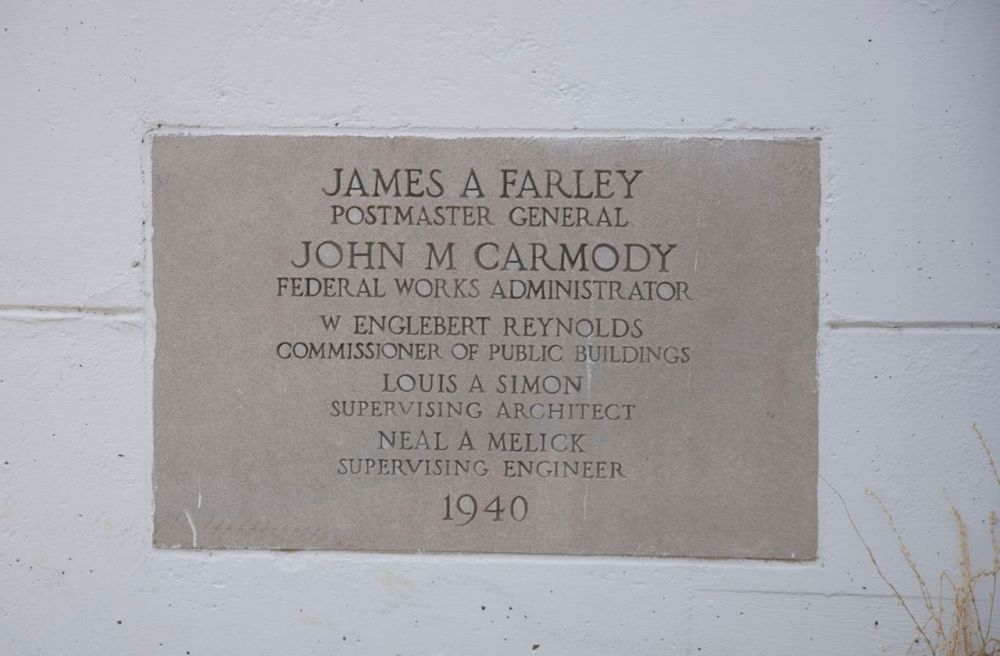 JAMES A FARLEY
POSTMASTER GENERAL
JOHN M CARMODY
FEDERAL WORKS ADMINISTRATOR
W ENGLEBERT REYNOLDS
COMMISSIONER OF PUBLIC BUILDINGS
LOUIS A SIMON
SUPERVISING ARCHITECT
NEAL A MELICK
SUPERVISING ENGINEER
1940